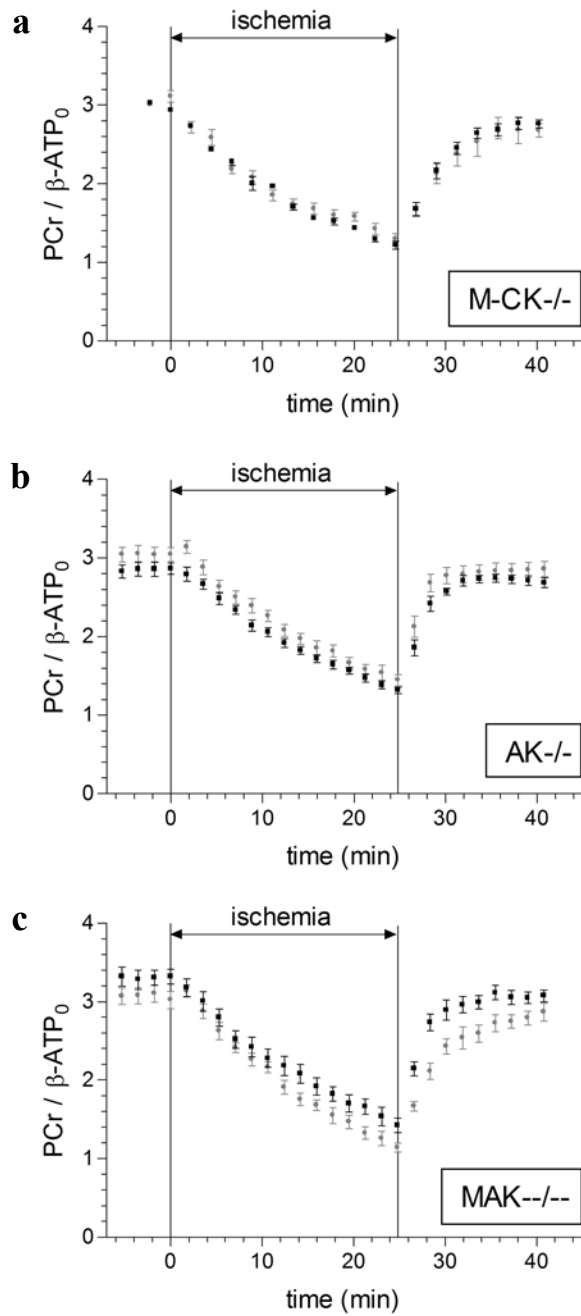 a
ischemia
4
3
2
1
0
PCr / β-ATP₀
0 10 20 30 40
time (min)
M-CK-/-
b
ischemia
4
3
2
1
0
PCr / β-ATP₀
0 10 20 30 40
time (min)
AK-/-
c
ischemia
4
3
2
1
0
PCr / β-ATP₀
0 10 20 30 40
time (min)
MAK--/--